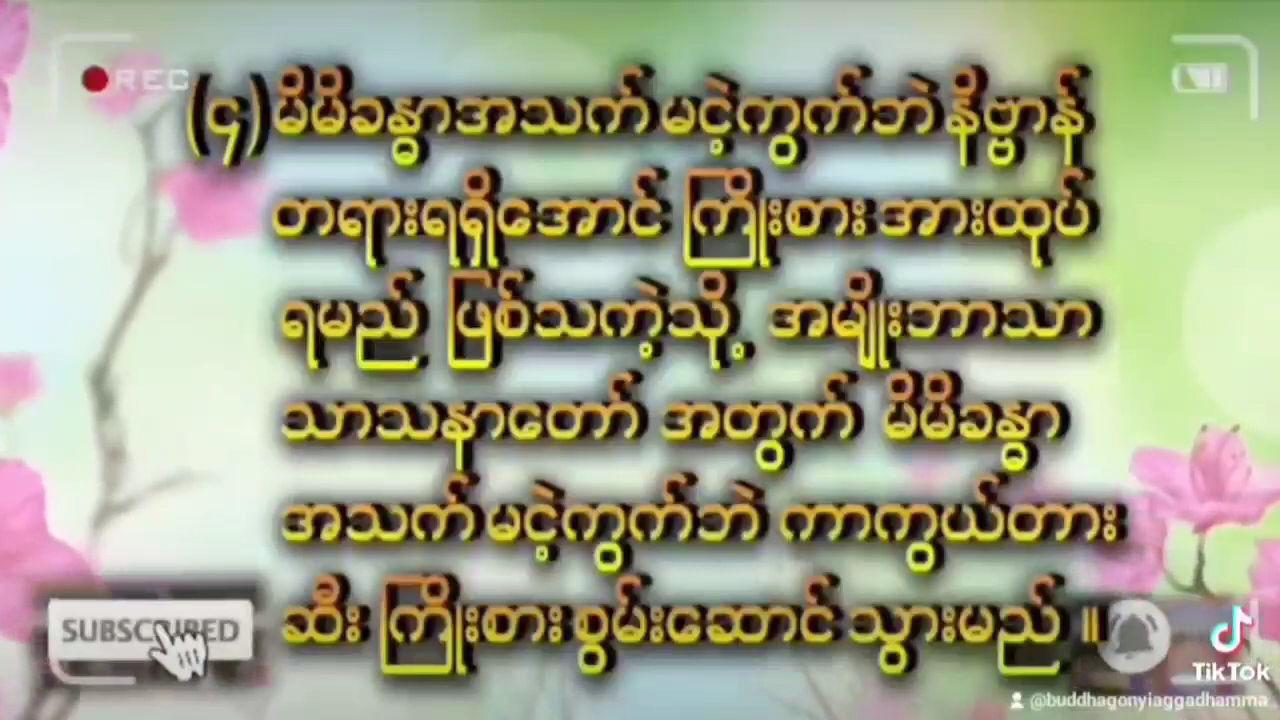 REC
(၄) မိမိခန္ဓာအသက် မငဲ့ကွက်ဘဲ နိဗ္ဗာန်
တရားရရှိအောင် ကြိုးစား အားထုပ်
ရမည် ဖြစ်သကဲ့သို့ အမျိုးဘာသာ
သာသနာတော် အတွက် မိမိခန္ဓာ
အသက် မငဲ့ကွက်ဘဲ ကာကွယ်တား
ဆီး ကြိုးစား စွမ်းဆောင် သွားမည် ။
SUBSCRIBED
TikTok
@buddhagonyiaggadhamma